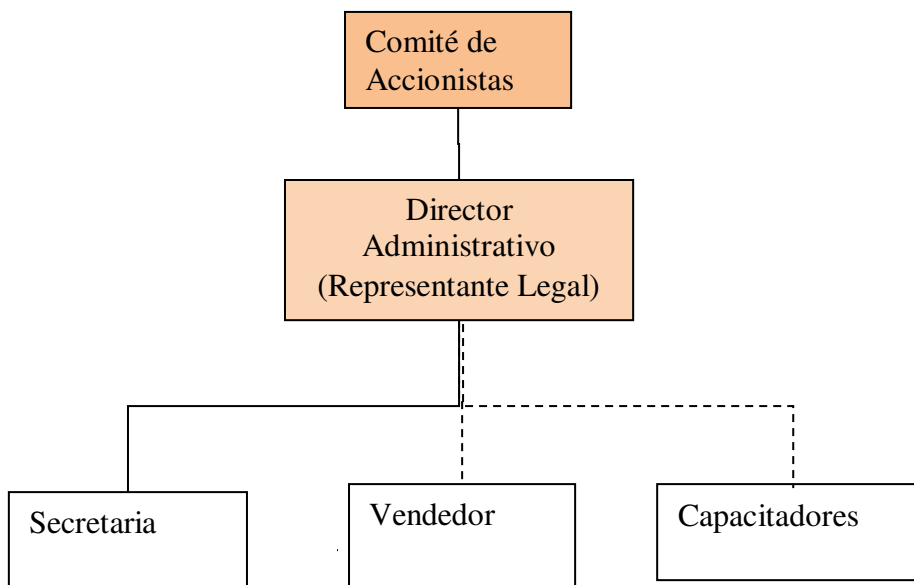 Comité de
Accionistas
Director
Administrativo
(Representante Legal)
Secretaria
Vendedor
Capacitadores